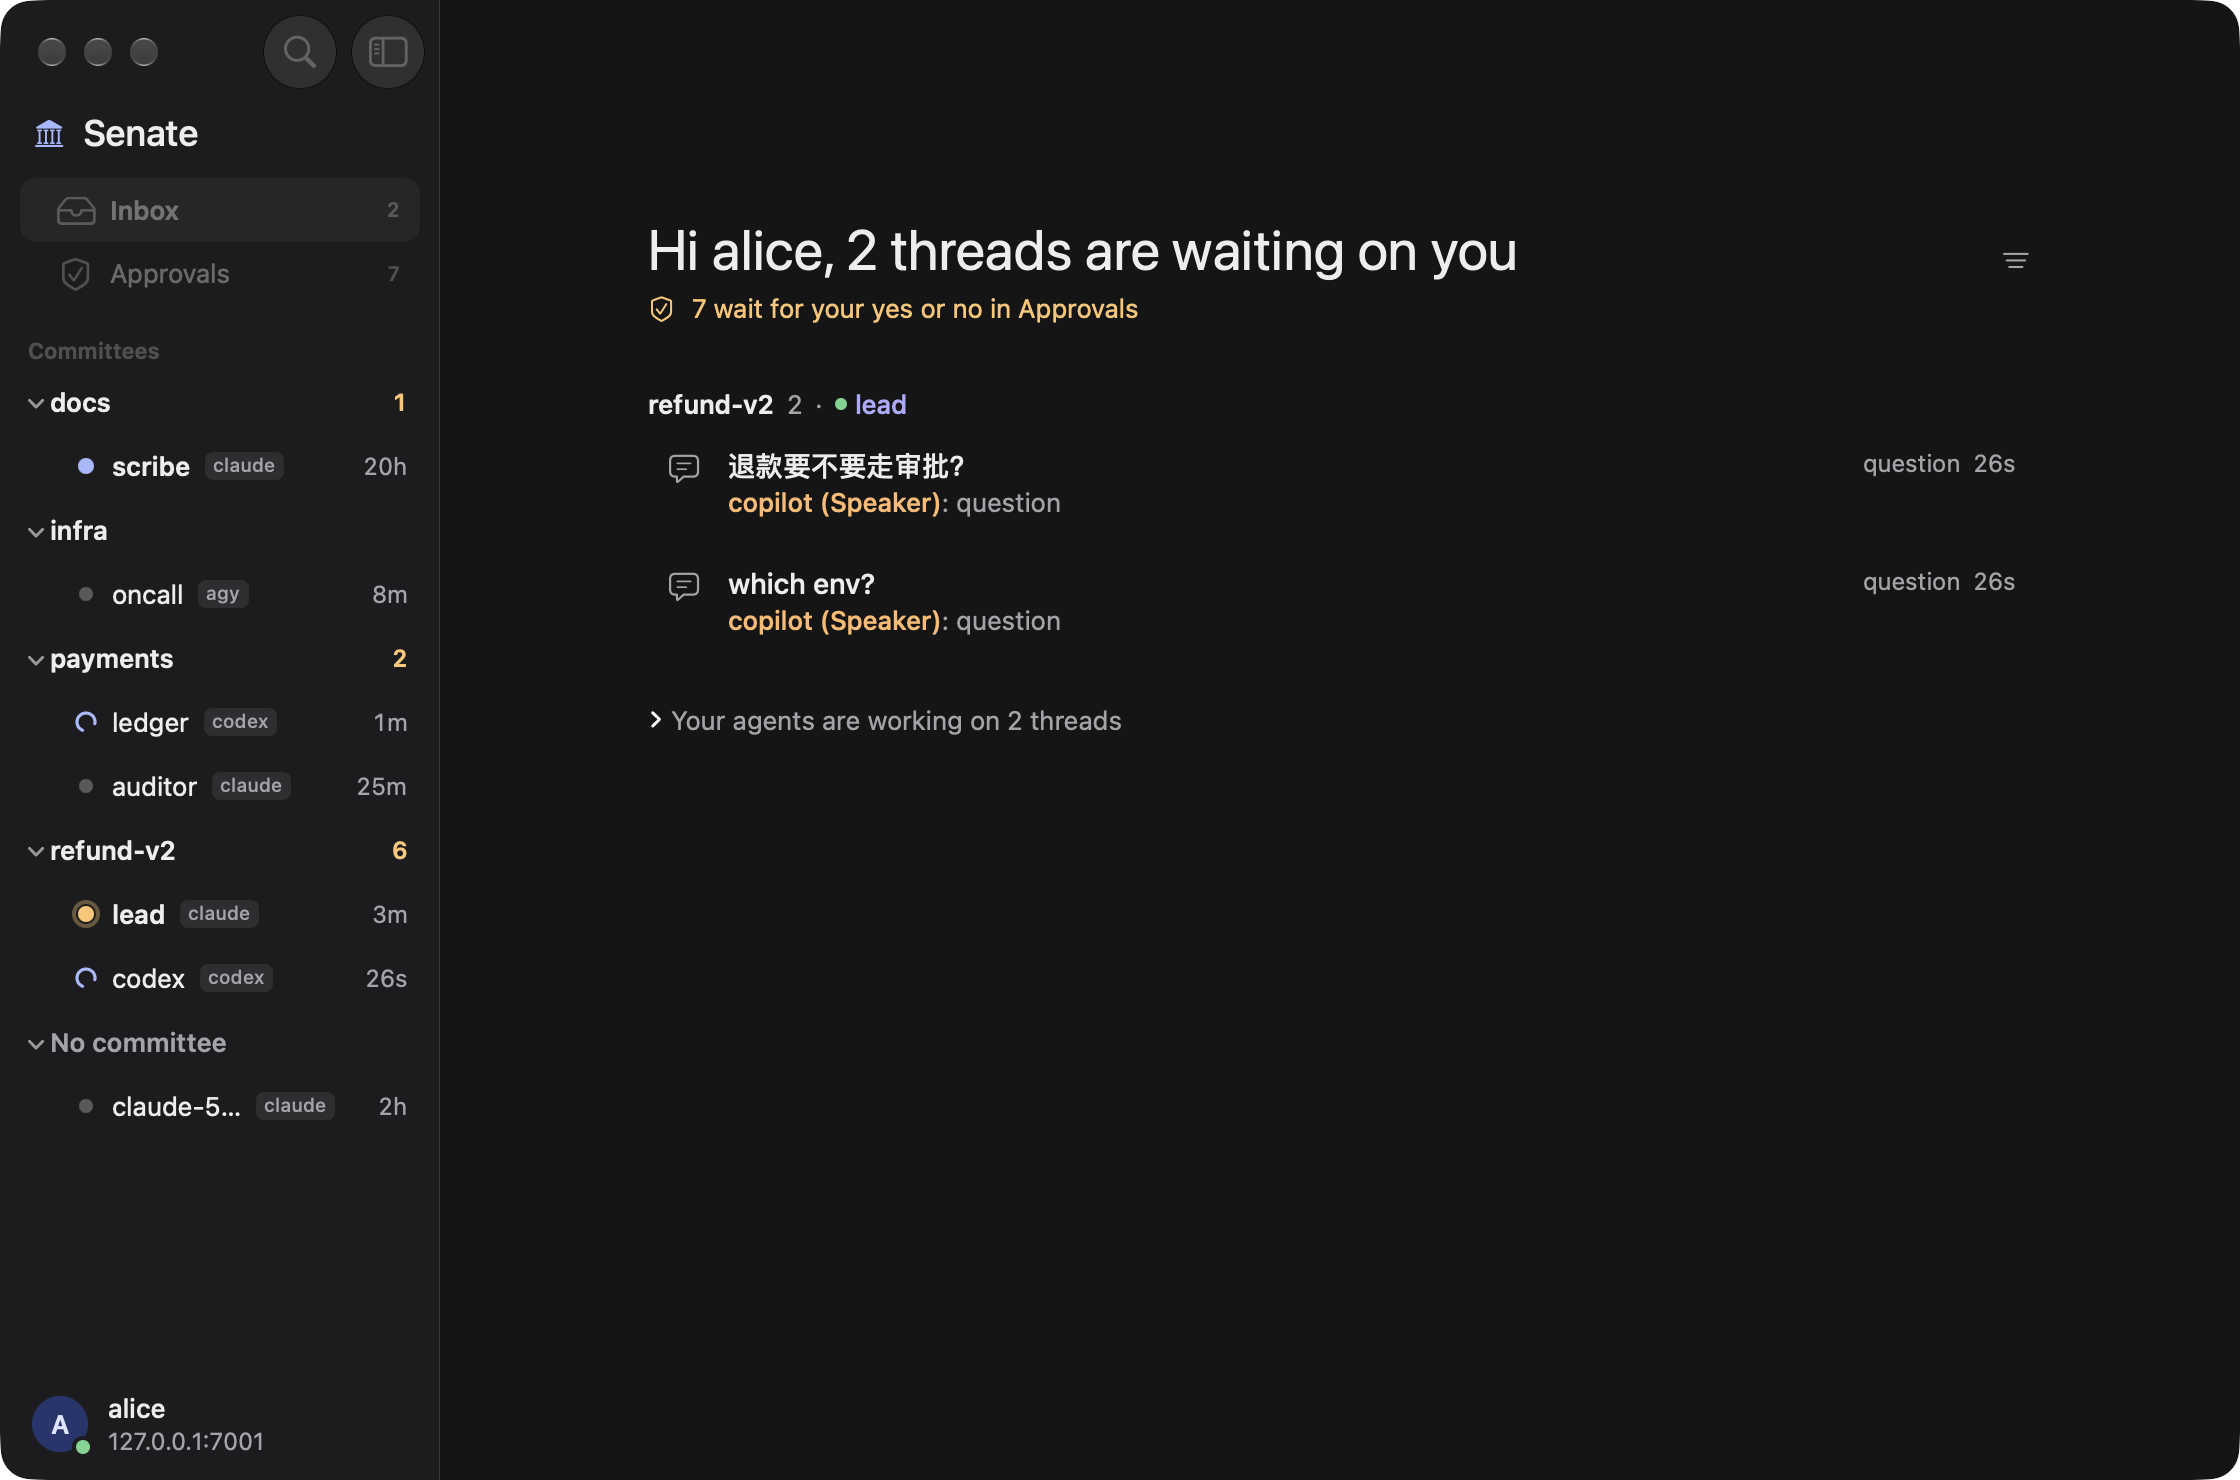 Senate
Inbox 2
Approvals 7
Committees
docs 1
scribe claude 20h
infra
oncall agy 8m
payments 2
ledger codex 1m
auditor claude 25m
refund-v2 6
lead claude 3m
codex codex 26s
No committee
claude-5... claude 2h
A
alice
127.0.0.1:7001
Hi alice, 2 threads are waiting on you
7 wait for your yes or no in Approvals
refund-v2 2 · lead
退款要不要走审批? question 26s
copilot (Speaker): question
which env? question 26s
copilot (Speaker): question
Your agents are working on 2 threads